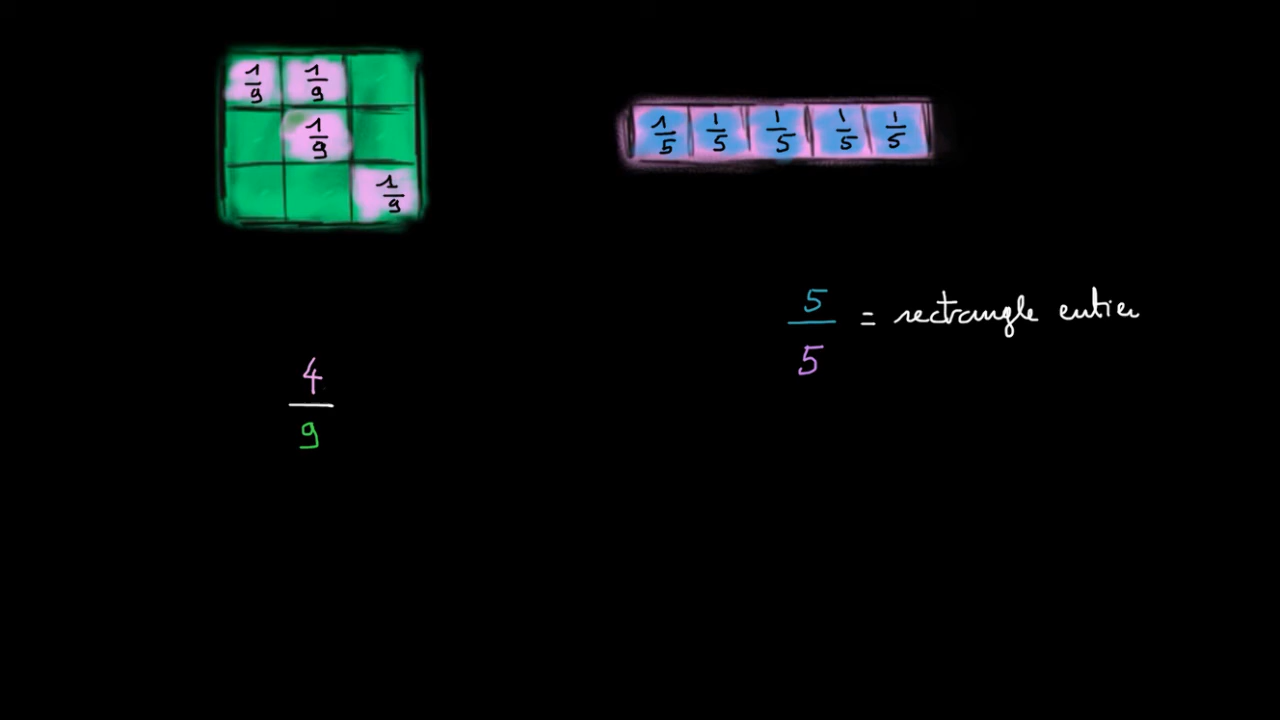 1/9 1/9
1/9
1/9
1/5 1/5 1/5 1/5 1/5
4/9
5/5 = rectangle entier